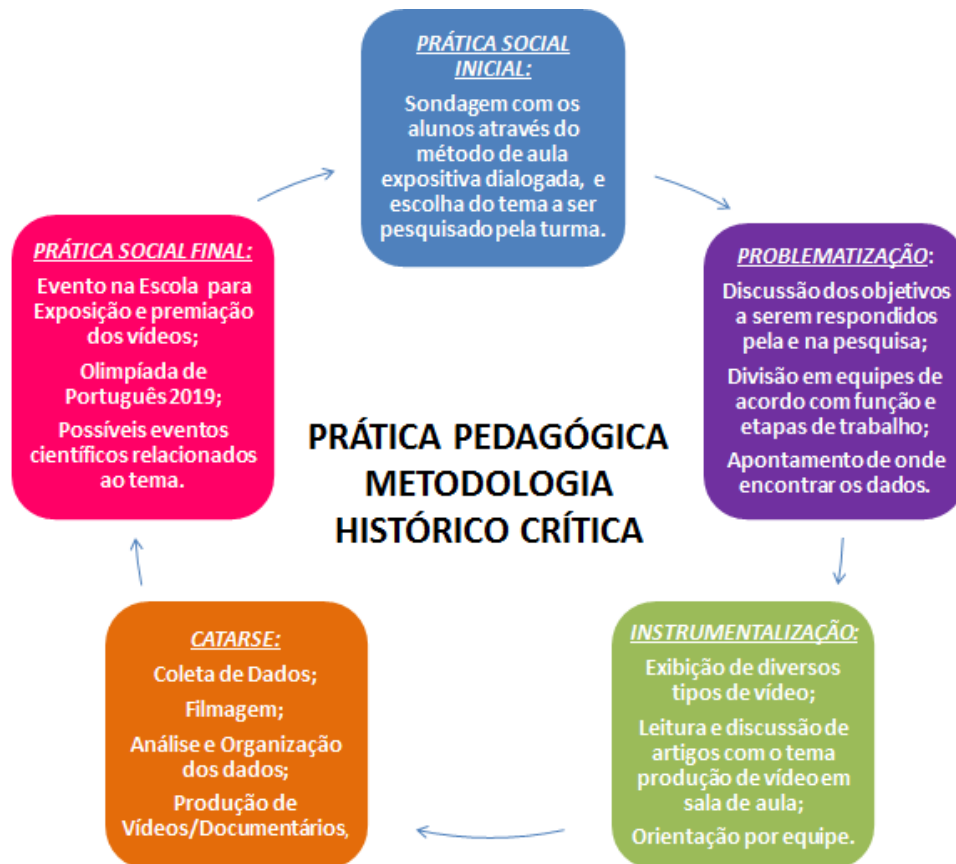 PRÁTICA SOCIAL
INICIAL:
Sondagem com os
alunos através do
método de aula
expositiva dialogada, e
escolha do tema a ser
pesquisado pela turma.
PROBLEMATIZAÇÃO:
Discussão dos objetivos
a serem respondidos
pela e na pesquisa;
Divisão em equipes de
acordo com função e
etapas de trabalho;
Apontamento de onde
encontrar os dados.
INSTRUMENTALIZAÇÃO:
Exibição de diversos
tipos de vídeo;
Leitura e discussão de
artigos com o tema
produção de vídeo em
sala de aula;
Orientação por equipe.
CATARSE:
Coleta de Dados;
Filmagem;
Análise e Organização
dos dados;
Produção de
Vídeos/Documentários,
PRÁTICA SOCIAL FINAL:
Evento na Escola para
Exposição e premiação
dos vídeos;
Olimpíada de
Português 2019;
Possíveis eventos
científicos relacionados
ao tema.
PRÁTICA PEDAGÓGICA
METODOLOGIA
HISTÓRICO CRÍTICA